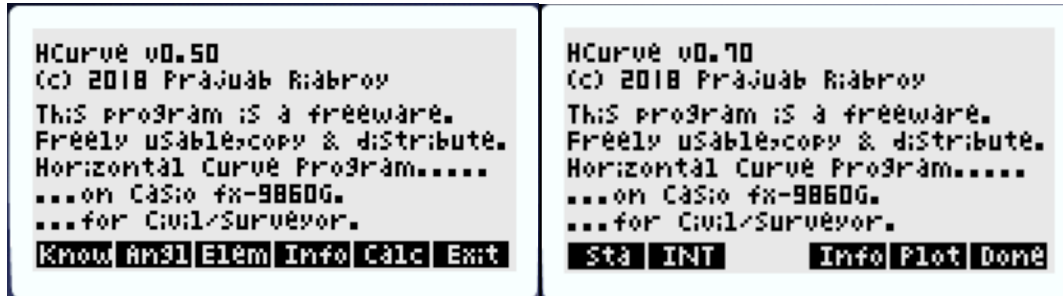 HCurve v0.50
(c) 2018 Prajuab Riabroy
This program is a freeware.
Freely usable,copy & distribute.
Horizontal Curve Program.....
...on Casio fx-9860G.
...for Civil/Surveyor.
Know Angl Elem Info Calc Exit
HCurve v0.70
(c) 2018 Prajuab Riabroy
This program is a freeware.
Freely usable,copy & distribute.
Horizontal Curve Program.....
...on Casio fx-9860G.
...for Civil/Surveyor.
Sta INT Info Plot Done